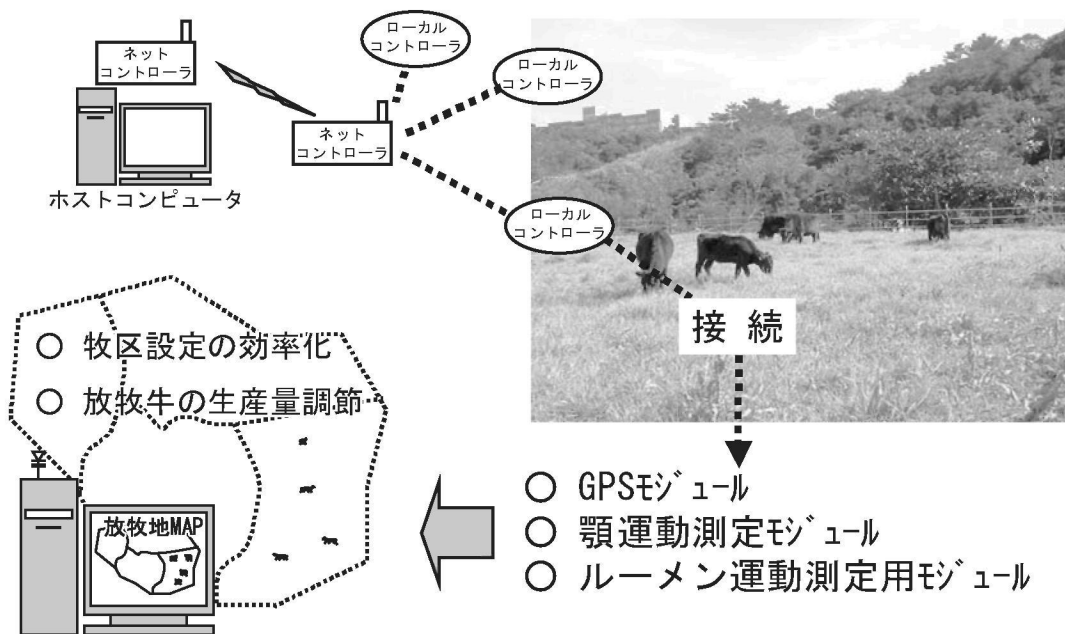 ネット
コントローラ
ホストコンピュータ
ローカル
コントローラ
ローカル
コントローラ
ネット
コントローラ
ローカル
コントローラ
接 続
○ 牧区設定の効率化
○ 放牧牛の生産量調節
放牧地MAP
○ GPSﾓｼﾞｭｰﾙ
○ 顎運動測定ﾓｼﾞｭｰﾙ
○ ルーメン運動測定用ﾓｼﾞｭｰﾙ